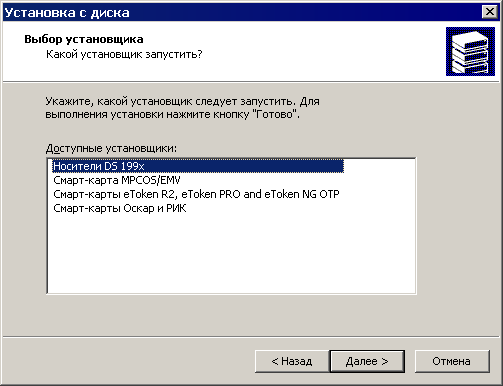 Установка с диска
Выбор установщика
Какой установщик запустить?
Укажите, какой установщик следует запустить. Для
выполнения установки нажмите кнопку "Готово".
Доступные установщики:
Носители DS 199x
Смарт-карта MPCOS/EMV
Смарт-карты eToken R2, eToken PRO and eToken NG OTP
Смарт-карты Оскар и РИК
< Назад
Далее >
Отмена